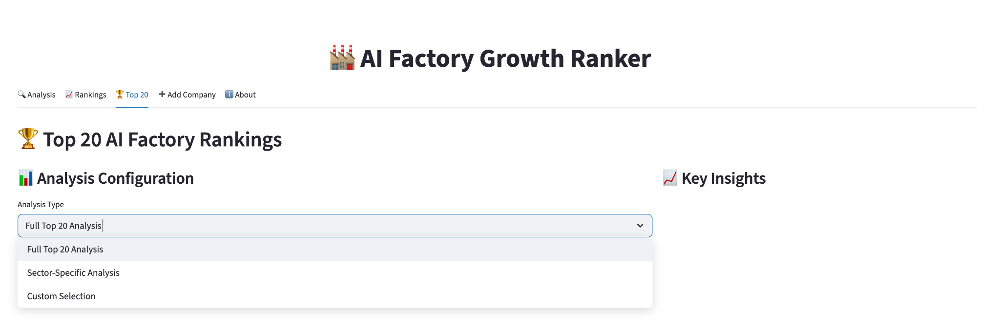 AI Factory Growth Ranker
Analysis Rankings Top 20 Add Company About
Top 20 AI Factory Rankings
Analysis Configuration
Analysis Type
Full Top 20 Analysis
Full Top 20 Analysis
Sector-Specific Analysis
Custom Selection
Key Insights